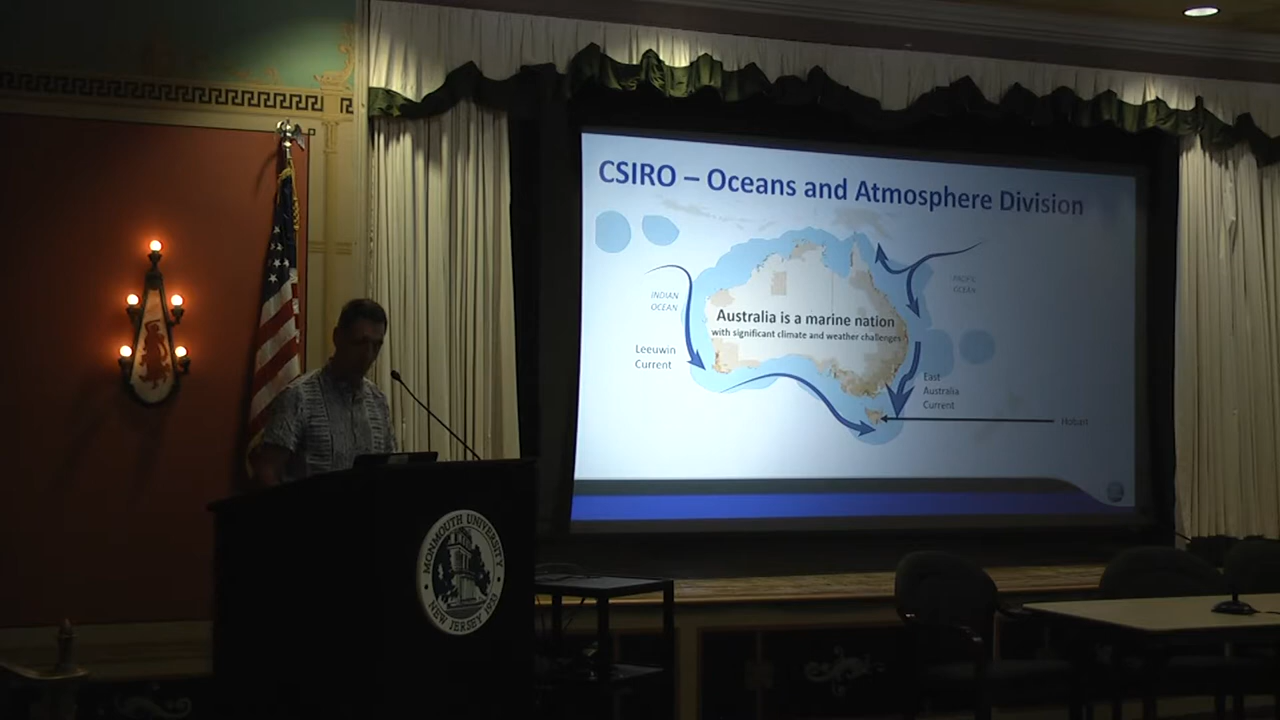 CSIRO – Oceans and Atmosphere Division
INDIAN
OCEAN
PACIFIC
OCEAN
Australia is a marine nation
with significant climate and weather challenges
Leeuwin
Current
East
Australia
Current
Hobart
MONMOUTH UNIVERSITY
NEW JERSEY 1933